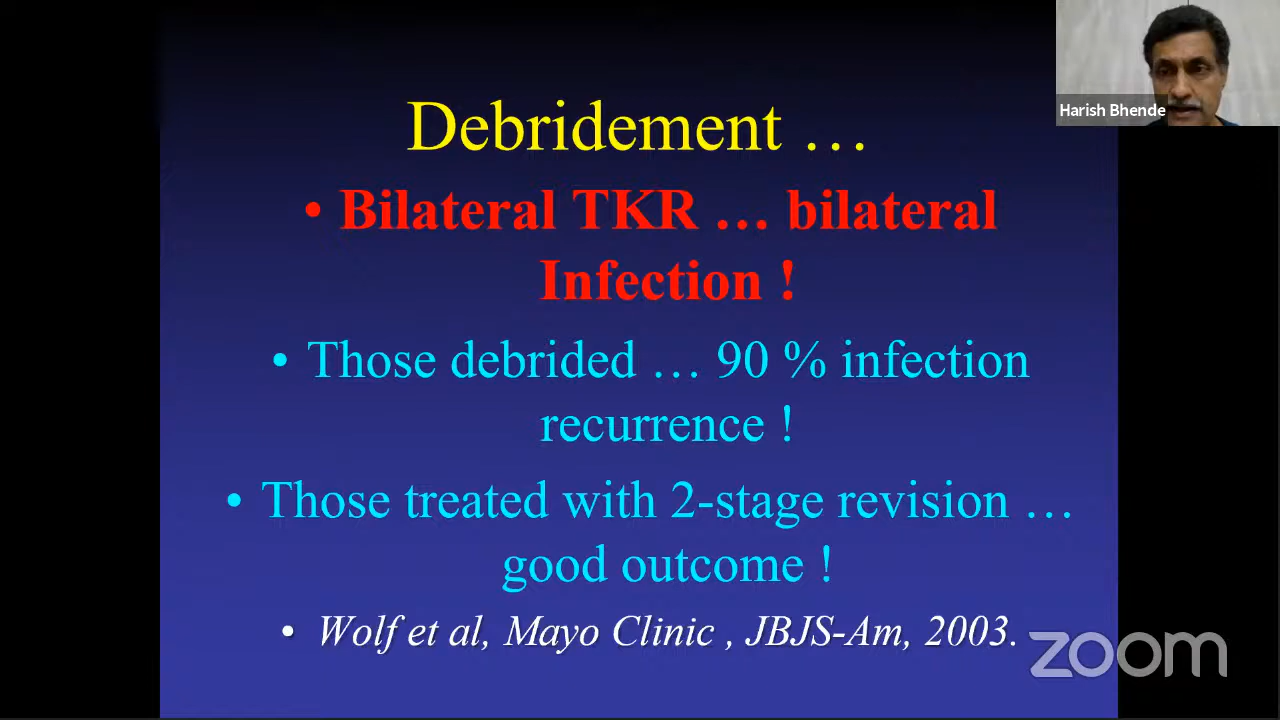 Harish Bhende
Debridement …
• Bilateral TKR … bilateral
Infection !
• Those debrided … 90 % infection
recurrence !
• Those treated with 2-stage revision …
good outcome !
• Wolf et al, Mayo Clinic , JBJS-Am, 2003.
zoom